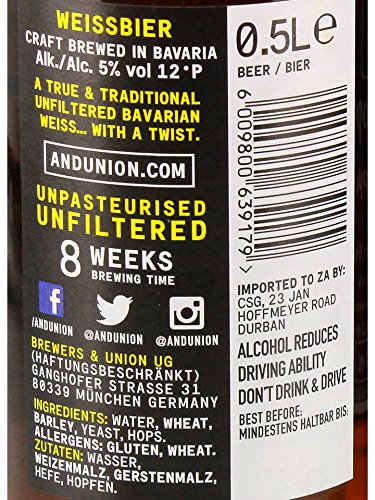 WEISSBIER
CRAFT BREWED IN BAVARIA
Alk./Alc. 5% vol 12°P
A TRUE & TRADITIONAL
UNFILTERED BAVARIAN
WEISS... WITH A TWIST.
ANDUNION.COM
UNPASTEURISED
UNFILTERED
8 WEEKS
BREWING TIME
/ANDUNION
@ANDUNION
@ANDUNION
BREWERS & UNION UG
(HAFTUNGSBESCHRÄNKT)
GANGHOFER STRASSE 31
80339 MÜNCHEN GERMANY
INGREDIENTS: WATER, WHEAT,
BARLEY, YEAST, HOPS.
ALLERGENS: GLUTEN, WHEAT.
ZUTATEN: WASSER,
WEIZENMALZ, GERSTENMALZ,
HEFE, HOPFEN.
0.5L e
BEER / BIER
6 009800 639179 >
IMPORTED TO ZA BY:
CSG, 23 JAN
HOFFMEYER ROAD
DURBAN
ALCOHOL REDUCES
DRIVING ABILITY
DON'T DRINK & DRIVE
BEST BEFORE:
MINDESTENS HALTBAR BIS: